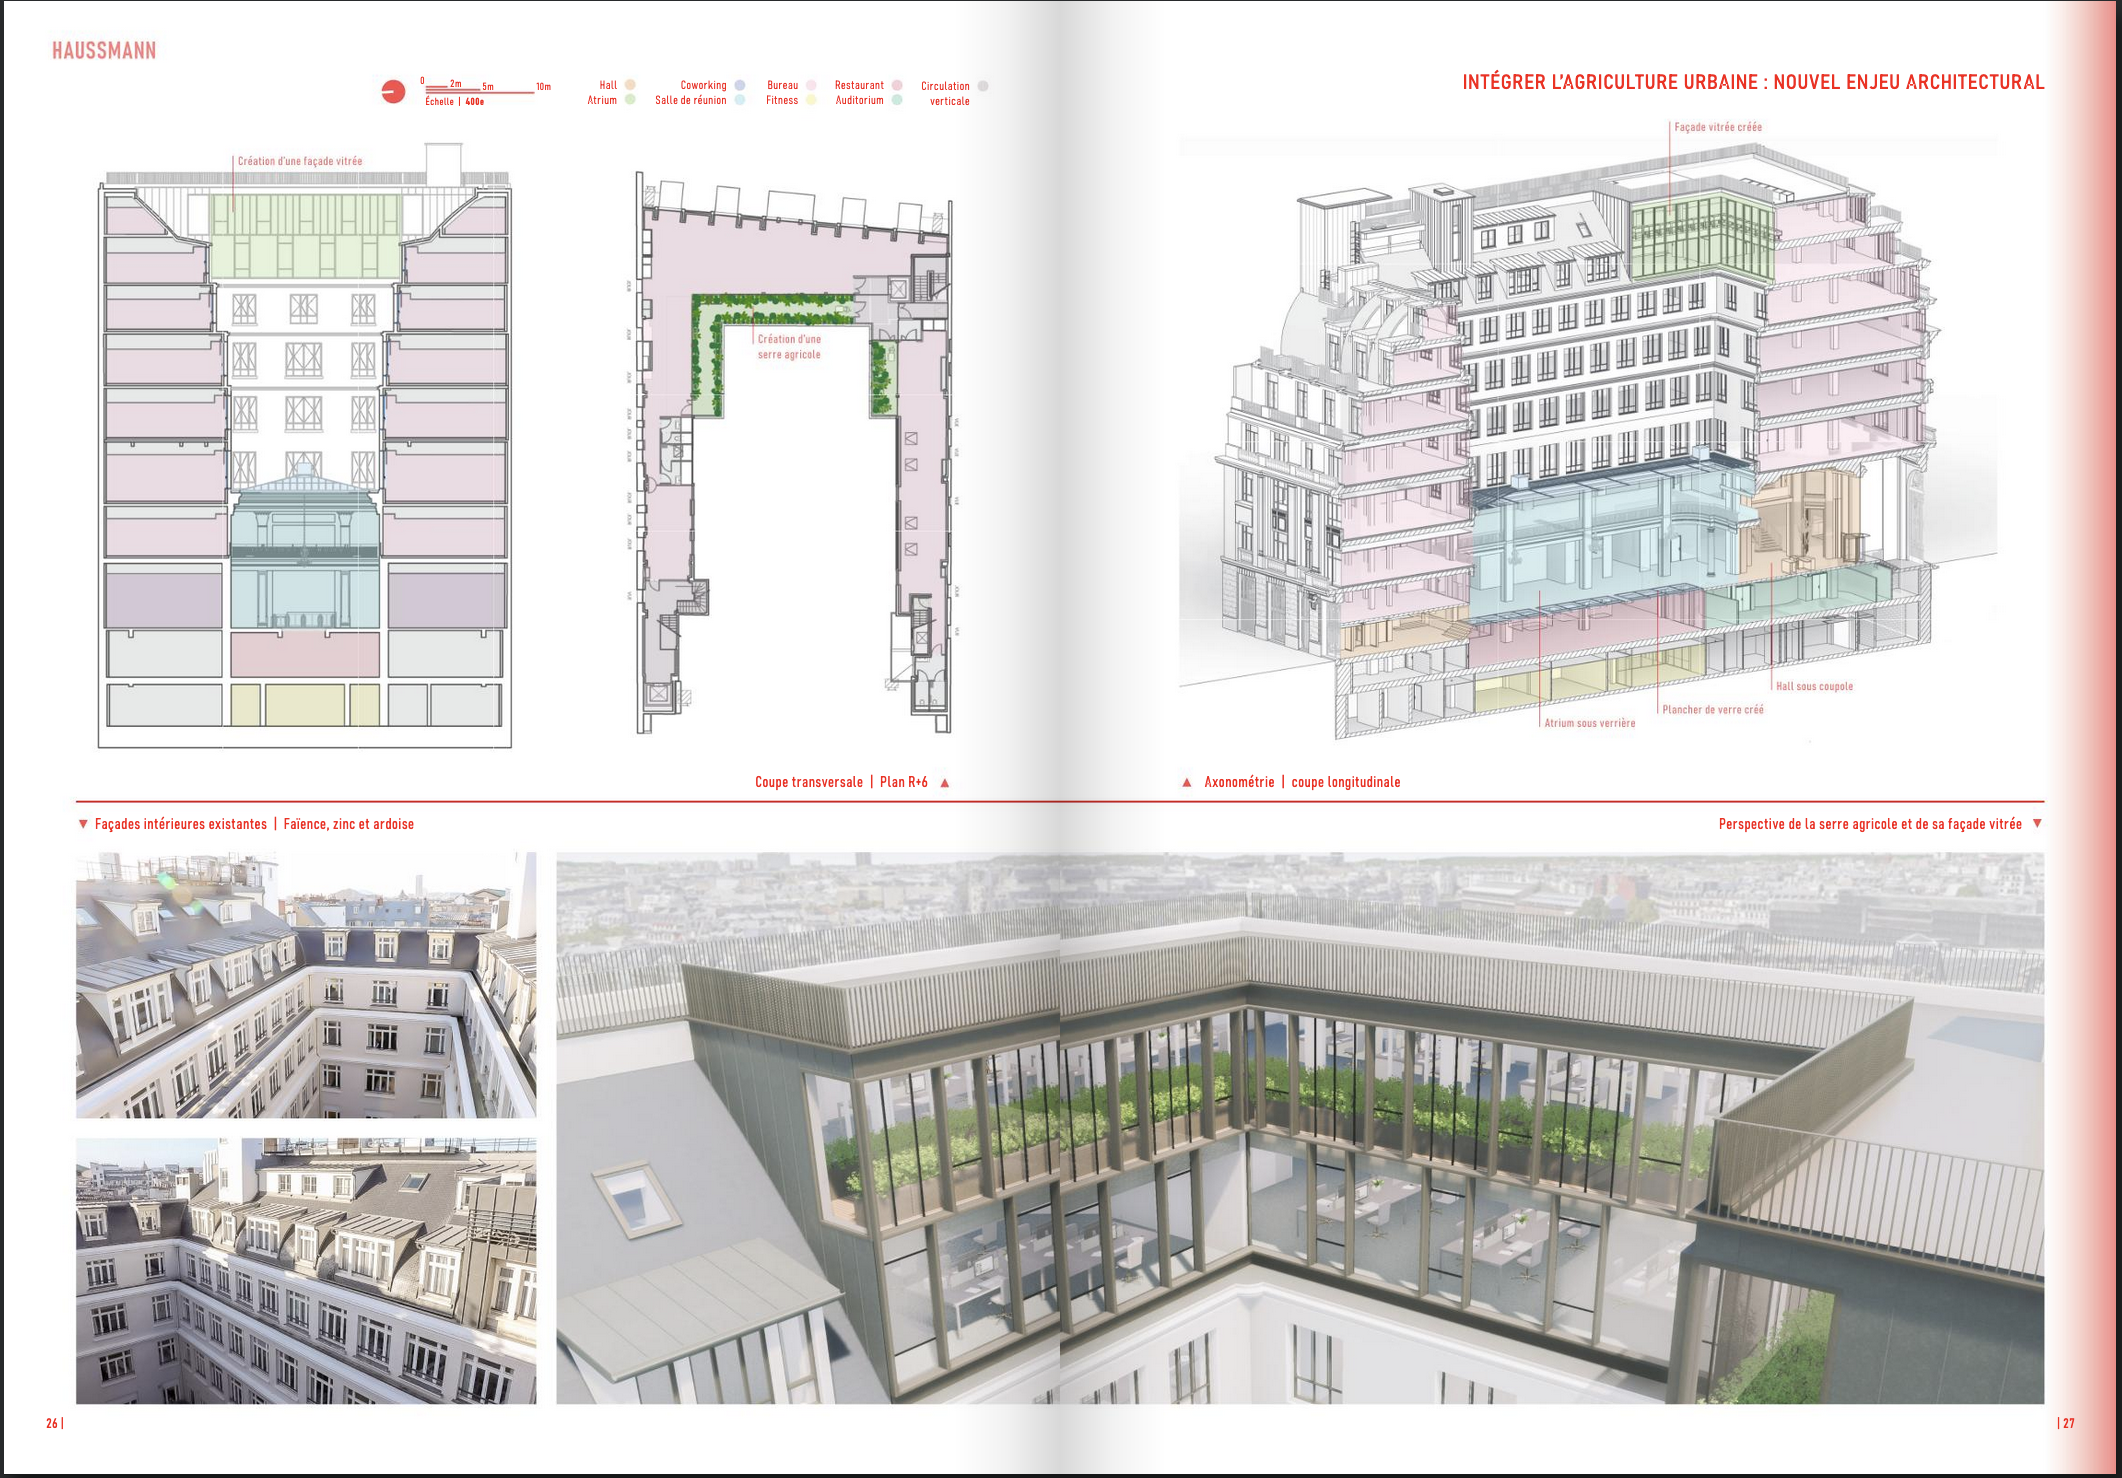 HAUSSMANN
0 2m 5m 10m
Échelle | 400e
Hall
Atrium
Coworking
Salle de réunion
Bureau
Fitness
Restaurant
Auditorium
Circulation
verticale
INTÉGRER L'AGRICULTURE URBAINE : NOUVEL ENJEU ARCHITECTURAL
Création d'une façade vitrée
Création d'une
serre agricole
Façade vitrée créée
Hall sous coupole
Plancher de verre créé
Atrium sous verrière
Coupe transversale | Plan R+6 ▲
▲ Axonométrie | coupe longitudinale
▼ Façades intérieures existantes | Faïence, zinc et ardoise
Perspective de la serre agricole et de sa façade vitrée ▼
26 |
| 27